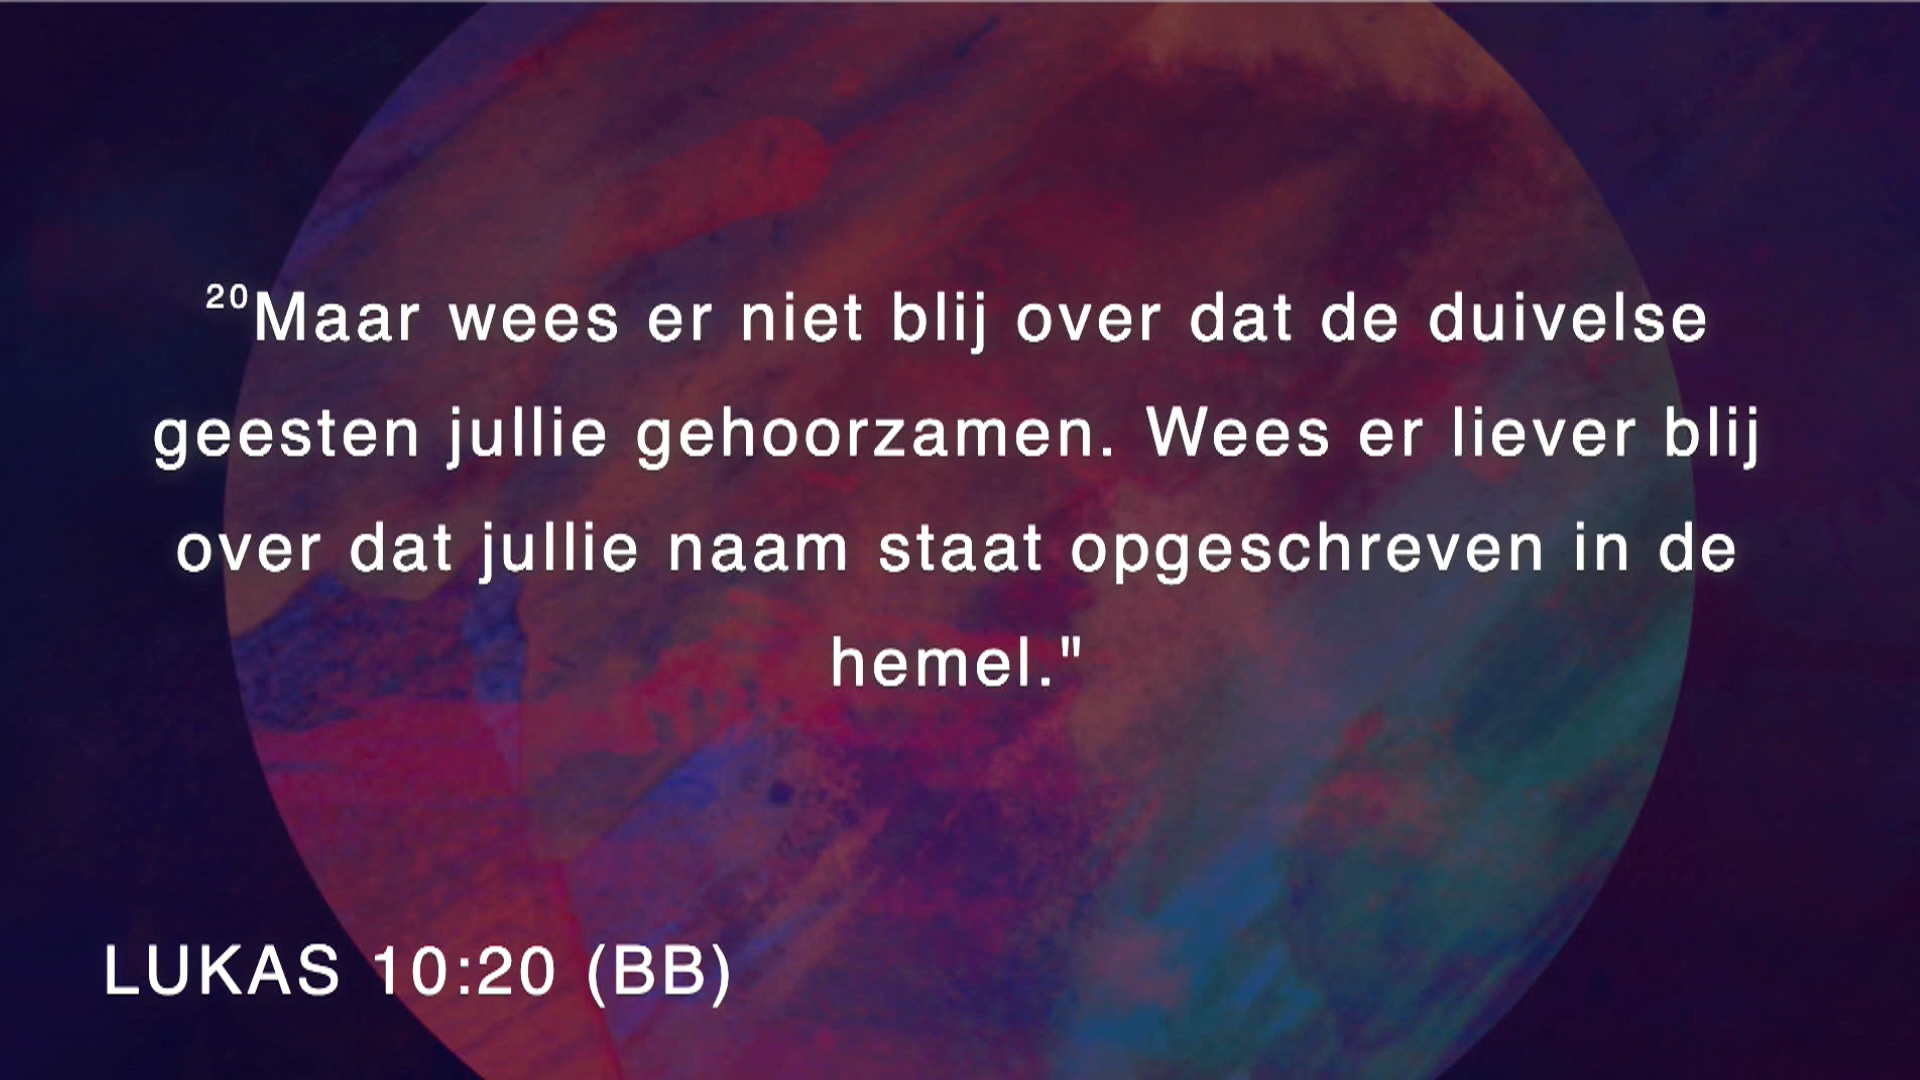 20Maar wees er niet blij over dat de duivelse
geesten jullie gehoorzamen. Wees er liever blij
over dat jullie naam staat opgeschreven in de
hemel."
LUKAS 10:20 (BB)